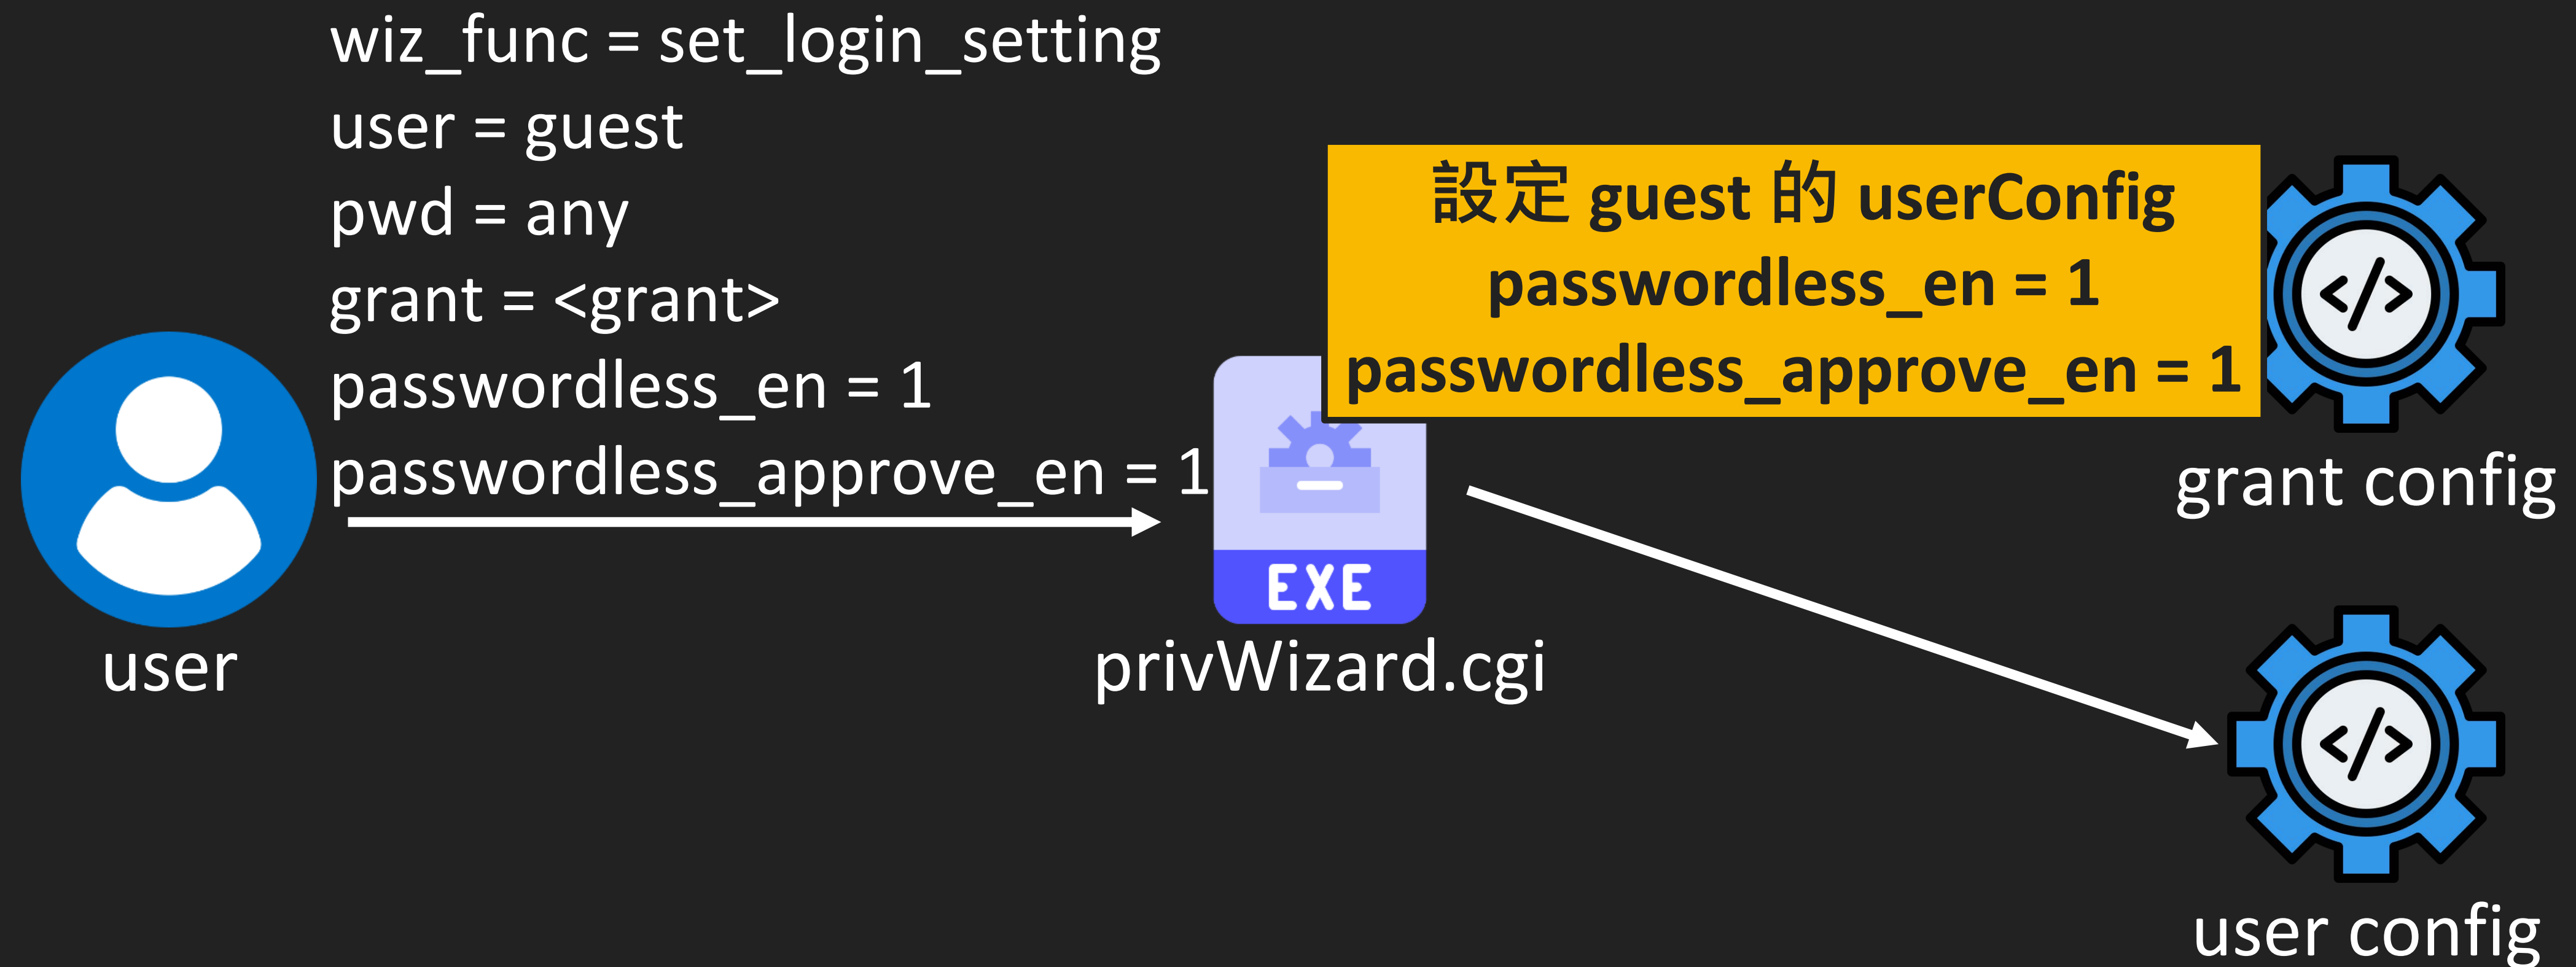 wiz_func = set_login_setting
user = guest
pwd = any
grant = <grant>
passwordless_en = 1
passwordless_approve_en = 1
設定 guest 的 userConfig
passwordless_en = 1
passwordless_approve_en = 1
</>
grant config
EXE
user
privWizard.cgi
</>
user config